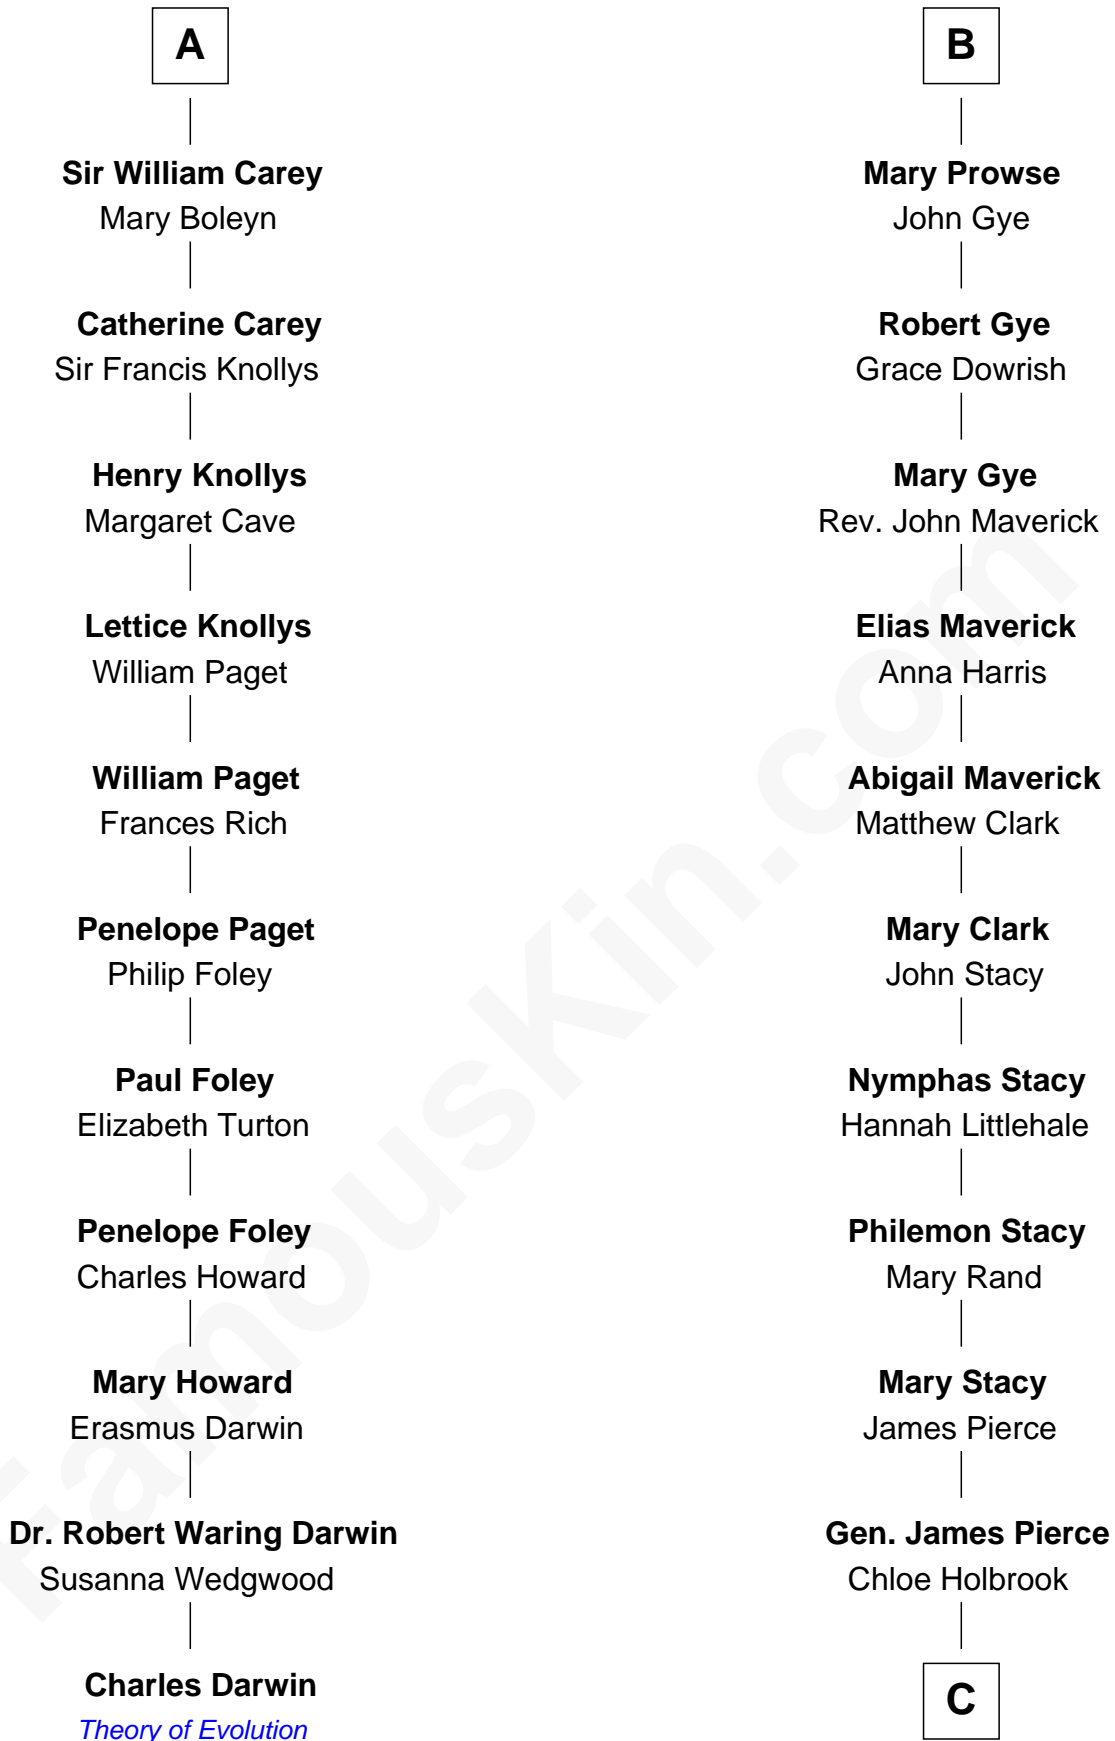 A
Sir William Carey
Mary Boleyn
Catherine Carey
Sir Francis Knollys
Henry Knollys
Margaret Cave
Lettice Knollys
William Paget
William Paget
Frances Rich
Penelope Paget
Philip Foley
Paul Foley
Elizabeth Turton
Penelope Foley
Charles Howard
Mary Howard
Erasmus Darwin
Dr. Robert Waring Darwin
Susanna Wedgwood
Charles Darwin
Theory of Evolution
B
Mary Prowse
John Gye
Robert Gye
Grace Dowrish
Mary Gye
Rev. John Maverick
Elias Maverick
Anna Harris
Abigail Maverick
Matthew Clark
Mary Clark
John Stacy
Nymphas Stacy
Hannah Littlehale
Philemon Stacy
Mary Rand
Mary Stacy
James Pierce
Gen. James Pierce
Chloe Holbrook
C
FamousKin.com